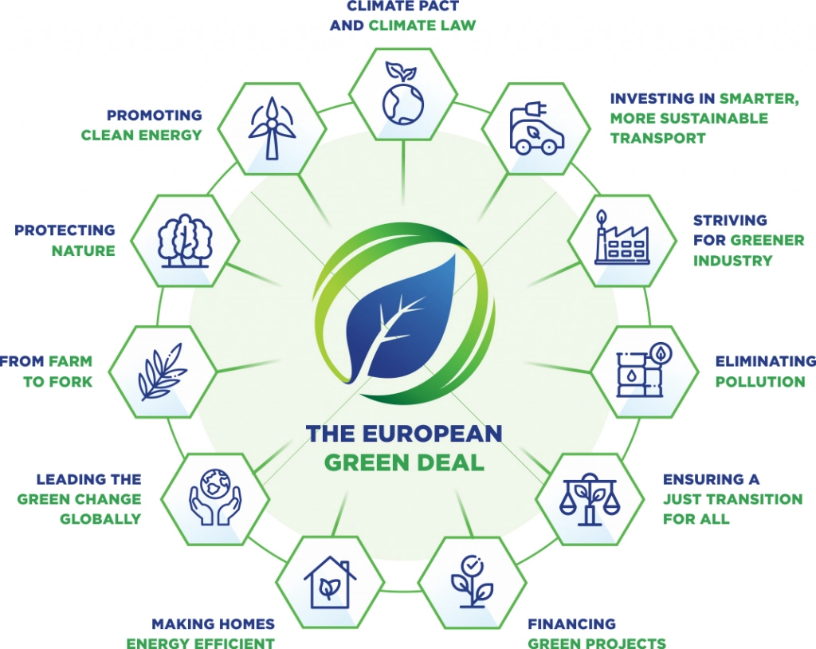 CLIMATE PACT
AND CLIMATE LAW
INVESTING IN SMARTER,
MORE SUSTAINABLE
TRANSPORT
STRIVING
FOR GREENER
INDUSTRY
ELIMINATING
POLLUTION
ENSURING A
JUST TRANSITION
FOR ALL
FINANCING
GREEN PROJECTS
MAKING HOMES
ENERGY EFFICIENT
LEADING THE
GREEN CHANGE
GLOBALLY
FROM FARM
TO FORK
PROTECTING
NATURE
PROMOTING
CLEAN ENERGY
THE EUROPEAN
GREEN DEAL